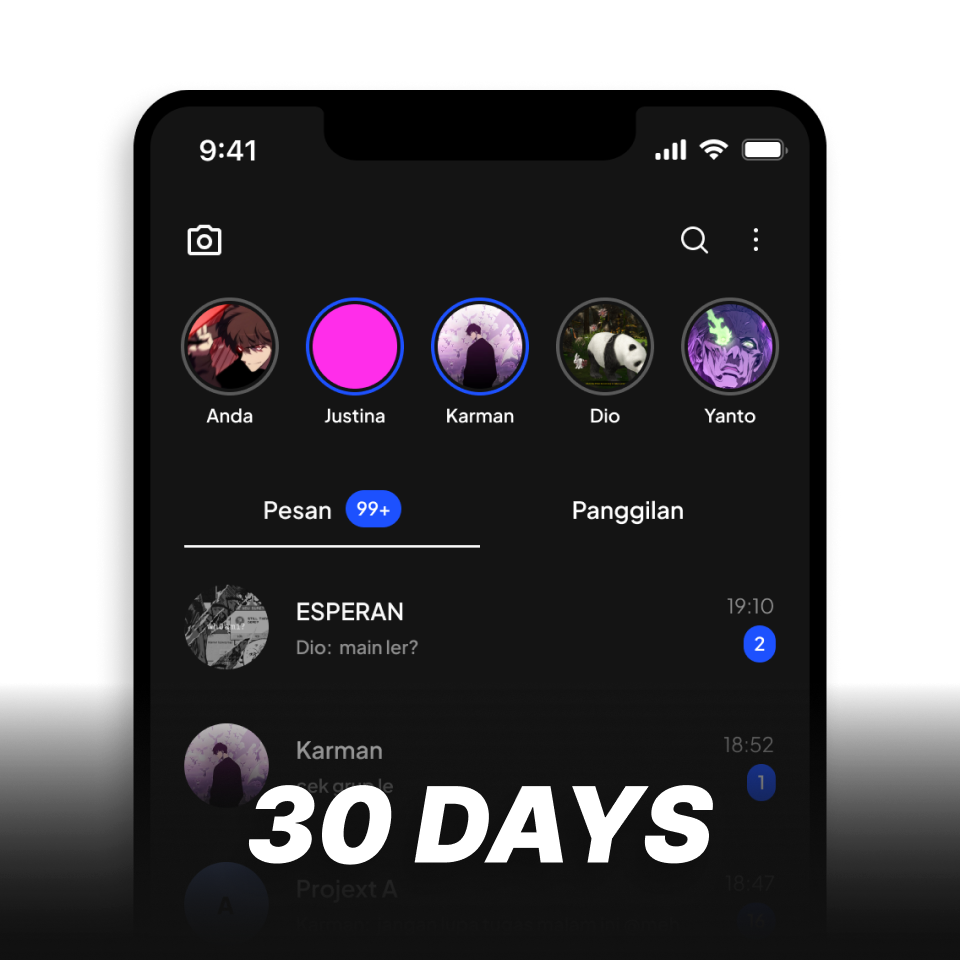 9:41
Anda Justina Karman Dio Yanto
Pesan 99+ Panggilan
ESPERAN 19:10
Dio: main ler? 2
Karman 18:52
cek grup le 1
30 DAYS
Projext A 18:47
A
14